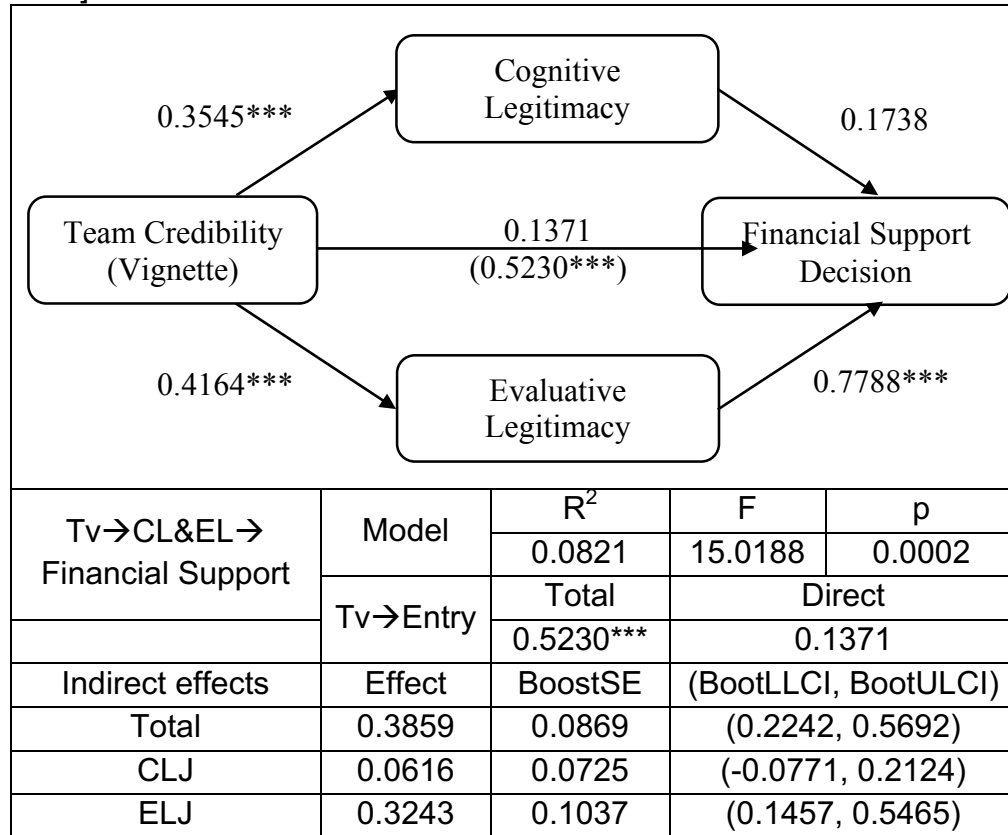 Cognitive
Legitimacy
0.3545***
0.1738
Team Credibility
(Vignette)
0.1371
(0.5230***)
Financial Support
Decision
0.4164***
0.7788***
Evaluative
Legitimacy
Tv→CL&EL→
Financial Support
Model
R²
F
p
0.0821
15.0188
0.0002
Tv→Entry
Total
Direct
0.5230***
0.1371
Indirect effects
Effect
BoostSE
(BootLLCI, BootULCI)
Total
0.3859
0.0869
(0.2242, 0.5692)
CLJ
0.0616
0.0725
(-0.0771, 0.2124)
ELJ
0.3243
0.1037
(0.1457, 0.5465)